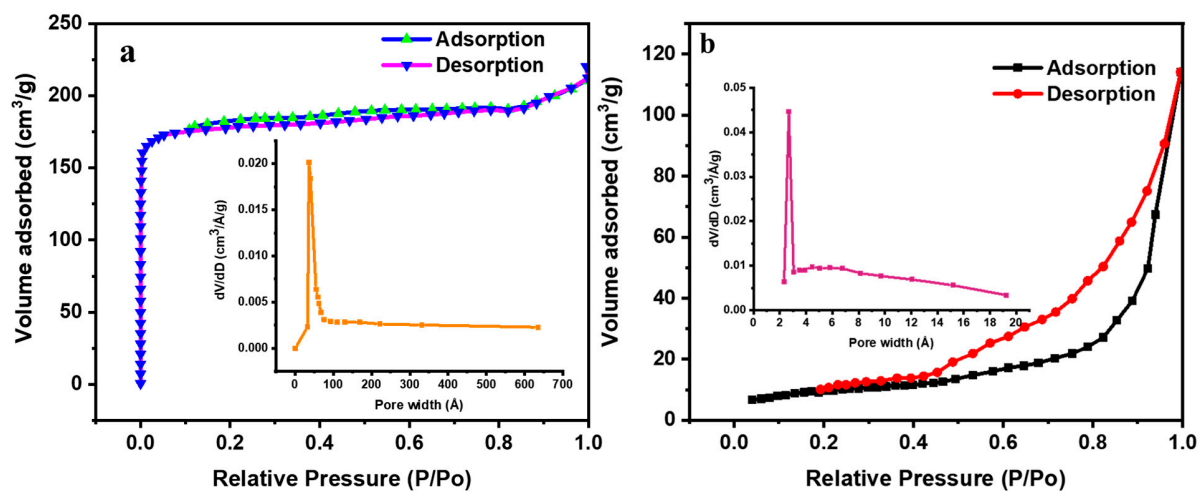 a
Adsorption
Desorption
Volume adsorbed (cm³/g)
250
200
150
100
50
0
0.0 0.2 0.4 0.6 0.8 1.0
Relative Pressure (P/Po)
dV/dD (cm³/Å/g)
0.020
0.015
0.010
0.005
0.000
0 100 200 300 400 500 600 700
Pore width (Å)
b
Adsorption
Desorption
Volume adsorbed (cm³/g)
120
100
80
60
40
20
0
0.0 0.2 0.4 0.6 0.8 1.0
Relative Pressure (P/Po)
dV/dD (cm³/Å/g)
0.05
0.04
0.03
0.02
0.01
0.00
0 2 4 6 8 10 12 14 16 18 20
Pore width (Å)